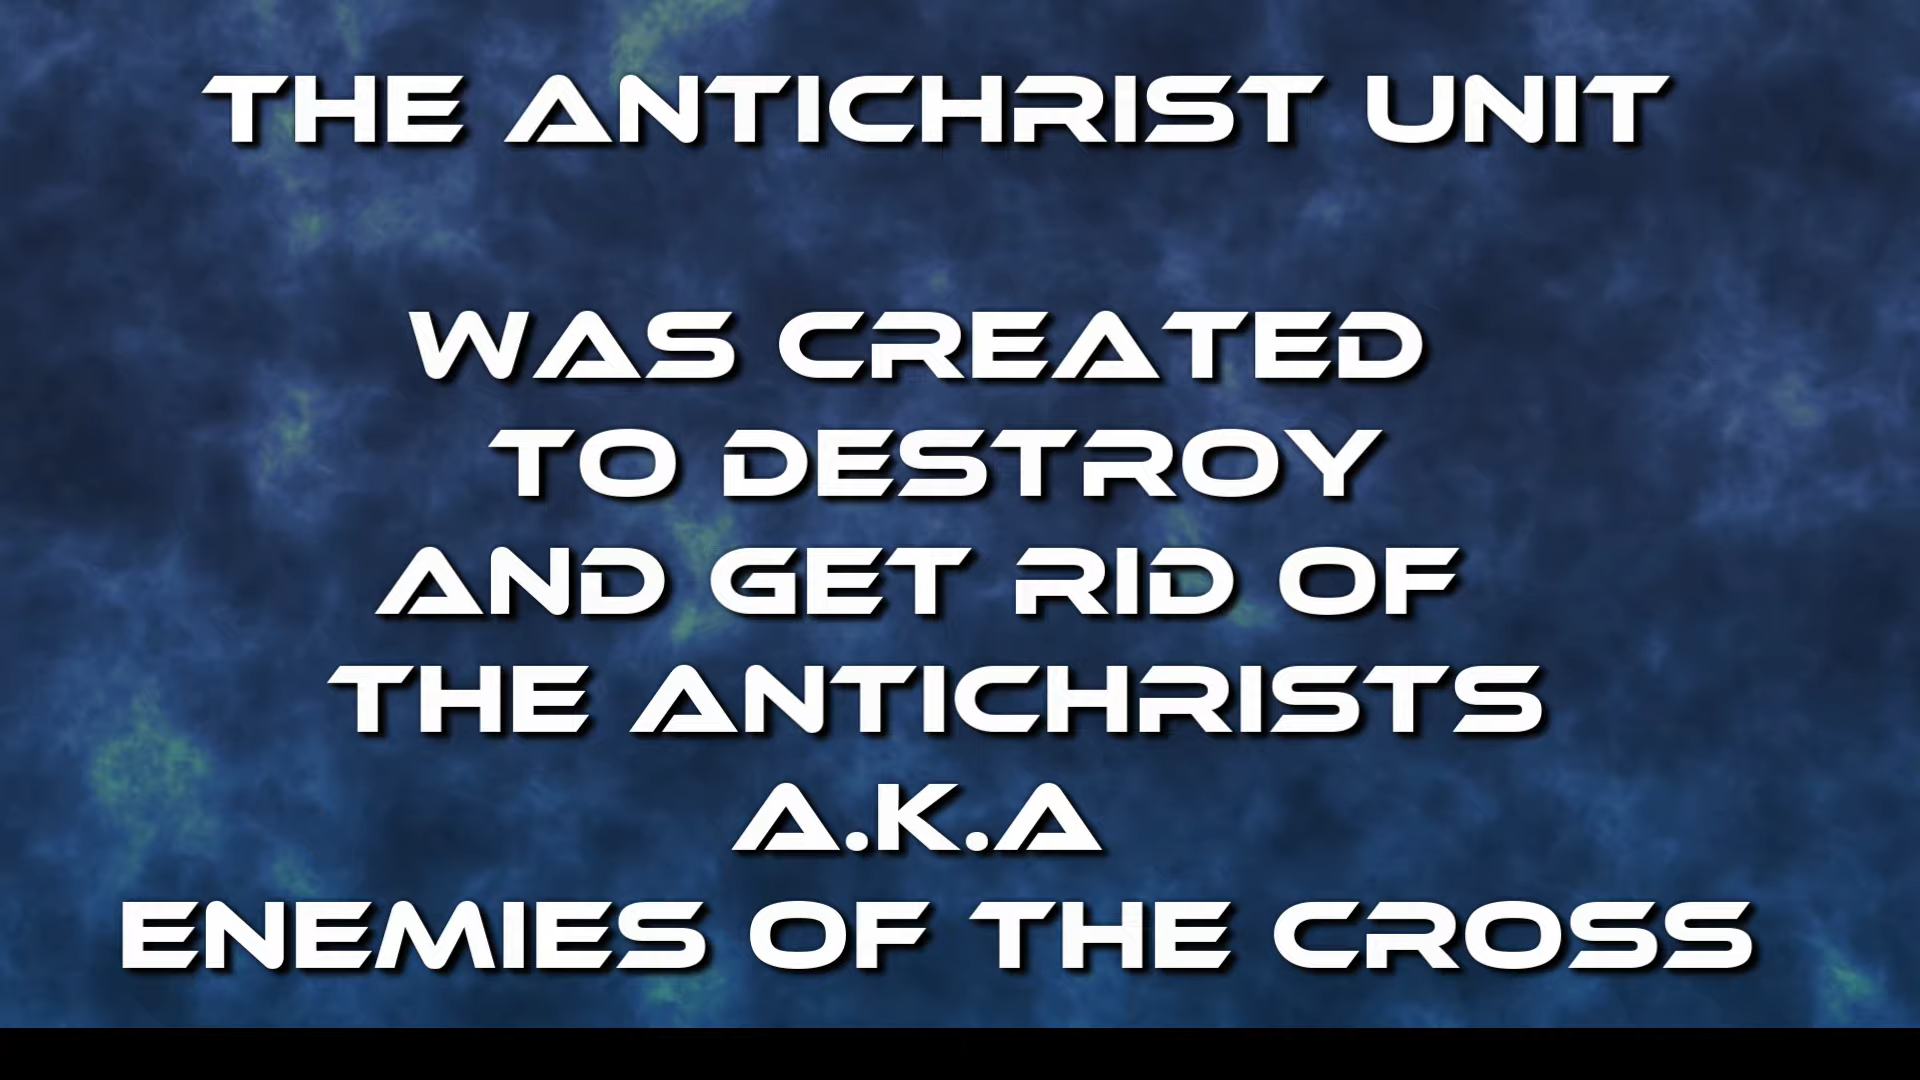 THE ANTICHRIST UNIT
WAS CREATED
TO DESTROY
AND GET RID OF
THE ANTICHRISTS
A.K.A
ENEMIES OF THE CROSS